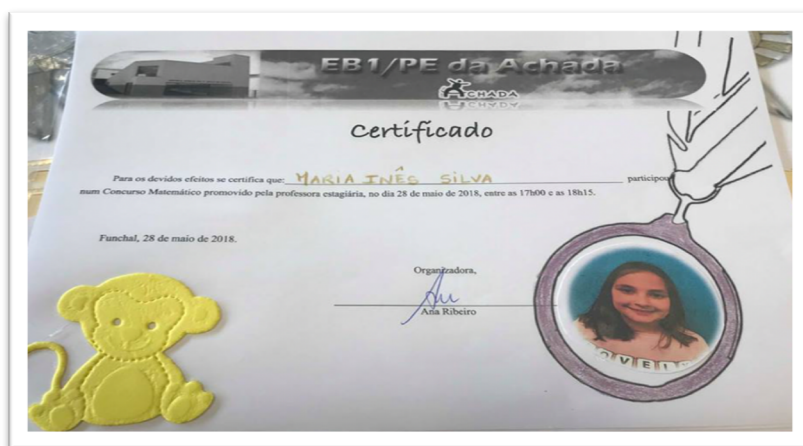 EB1/PE da Achada
ACHADA
Certificado
Para os devidos efeitos se certifica que: MARIA INÊS SILVA participou
num Concurso Matemático promovido pela professora estagiária, no dia 28 de maio de 2018, entre as 17h00 e as 18h15.
Funchal, 28 de maio de 2018.
Organizadora,
Ana Ribeiro